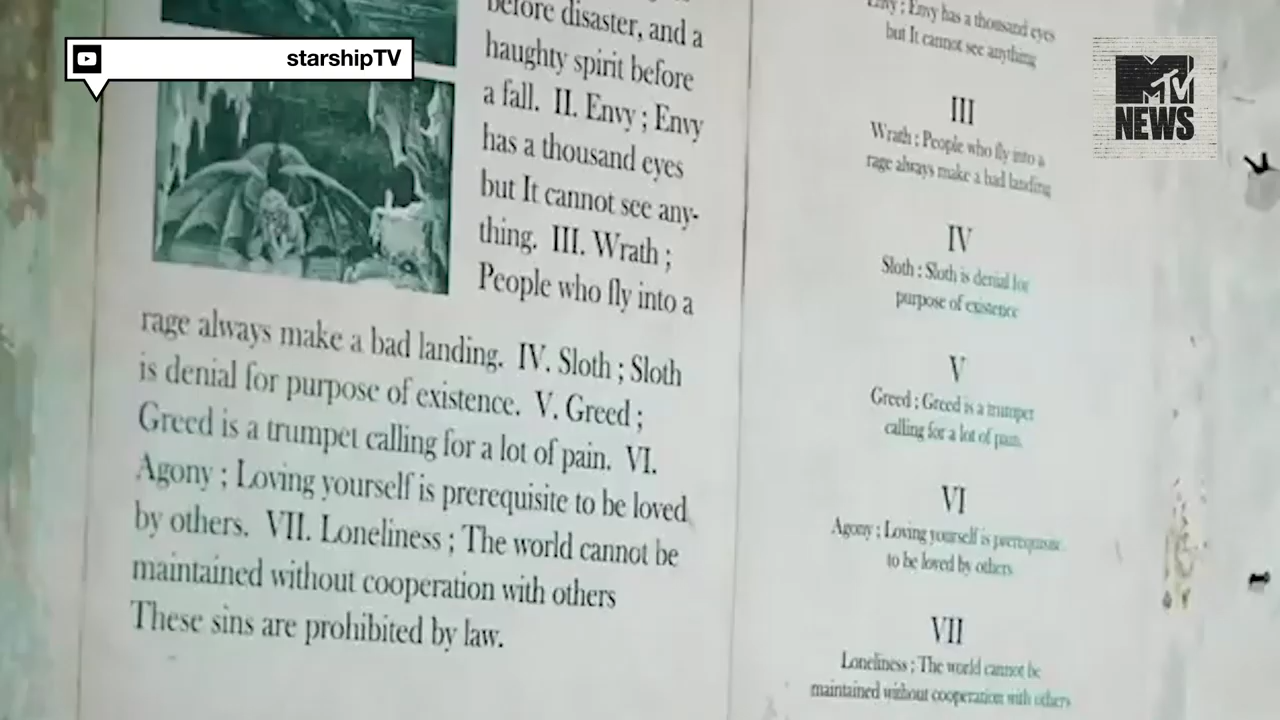 starshipTV
MTV
NEWS
before disaster, and a
haughty spirit before
a fall. II. Envy ; Envy
has a thousand eyes
but It cannot see any-
thing. III. Wrath ;
People who fly into a
rage always make a bad landing. IV. Sloth ; Sloth
is denial for purpose of existence. V. Greed ;
Greed is a trumpet calling for a lot of pain. VI.
Agony ; Loving yourself is prerequisite to be loved
by others. VII. Loneliness ; The world cannot be
maintained without cooperation with others
These sins are prohibited by law.
Envy ; Envy has a thousand eyes
but It cannot see anything
III
Wrath ; People who fly into a
rage always make a bad landing
IV
Sloth ; Sloth is denial for
purpose of existence
V
Greed ; Greed is a trumpet
calling for a lot of pain.
VI
Agony ; Loving yourself is prerequisite
to be loved by others
VII
Loneliness ; The world cannot be
maintained without cooperation with others